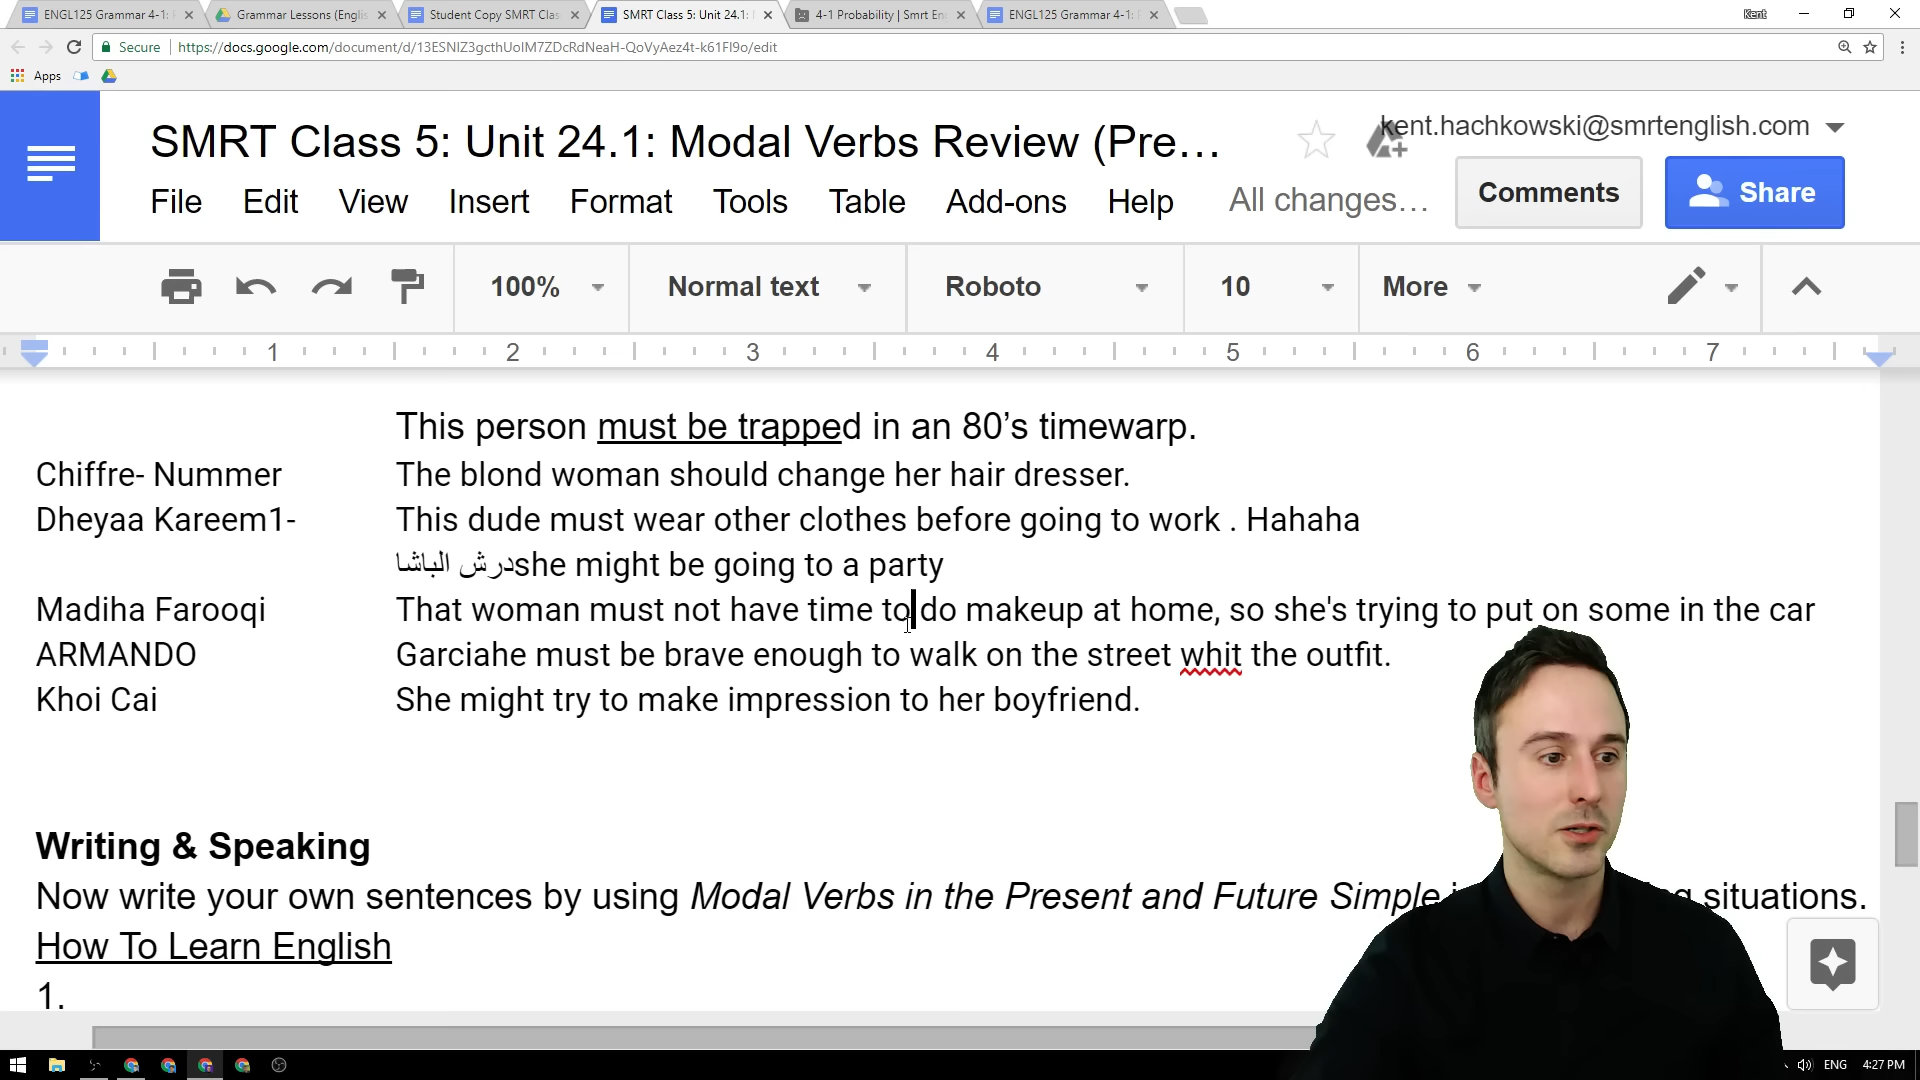 ENGL125 Grammar 4-1:
Grammar Lessons (Englis
Student Copy SMRT Clas
SMRT Class 5: Unit 24.1:
4-1 Probability | Smrt En
ENGL125 Grammar 4-1:
Kent
Secure
https://docs.google.com/document/d/13ESNlZ3gcthUoIM7ZDcRdNeaH-QoVyAez4t-k61Fl9o/edit
Apps
SMRT Class 5: Unit 24.1: Modal Verbs Review (Pre…
kent.hachkowski@smrtenglish.com
File Edit View Insert Format Tools Table Add-ons Help All changes…
Comments
Share
100% Normal text Roboto 10 More
1 2 3 4 5 6 7
This person must be trapped in an 80’s timewarp.
Chiffre- Nummer The blond woman should change her hair dresser.
Dheyaa Kareem1- This dude must wear other clothes before going to work . Hahaha
درش الباشاshe might be going to a party
Madiha Farooqi That woman must not have time to do makeup at home, so she's trying to put on some in the car
ARMANDO Garciahe must be brave enough to walk on the street whit the outfit.
Khoi Cai She might try to make impression to her boyfriend.
Writing & Speaking
Now write your own sentences by using Modal Verbs in the Present and Future Simple situations.
How To Learn English
1.
ENG 4:27 PM